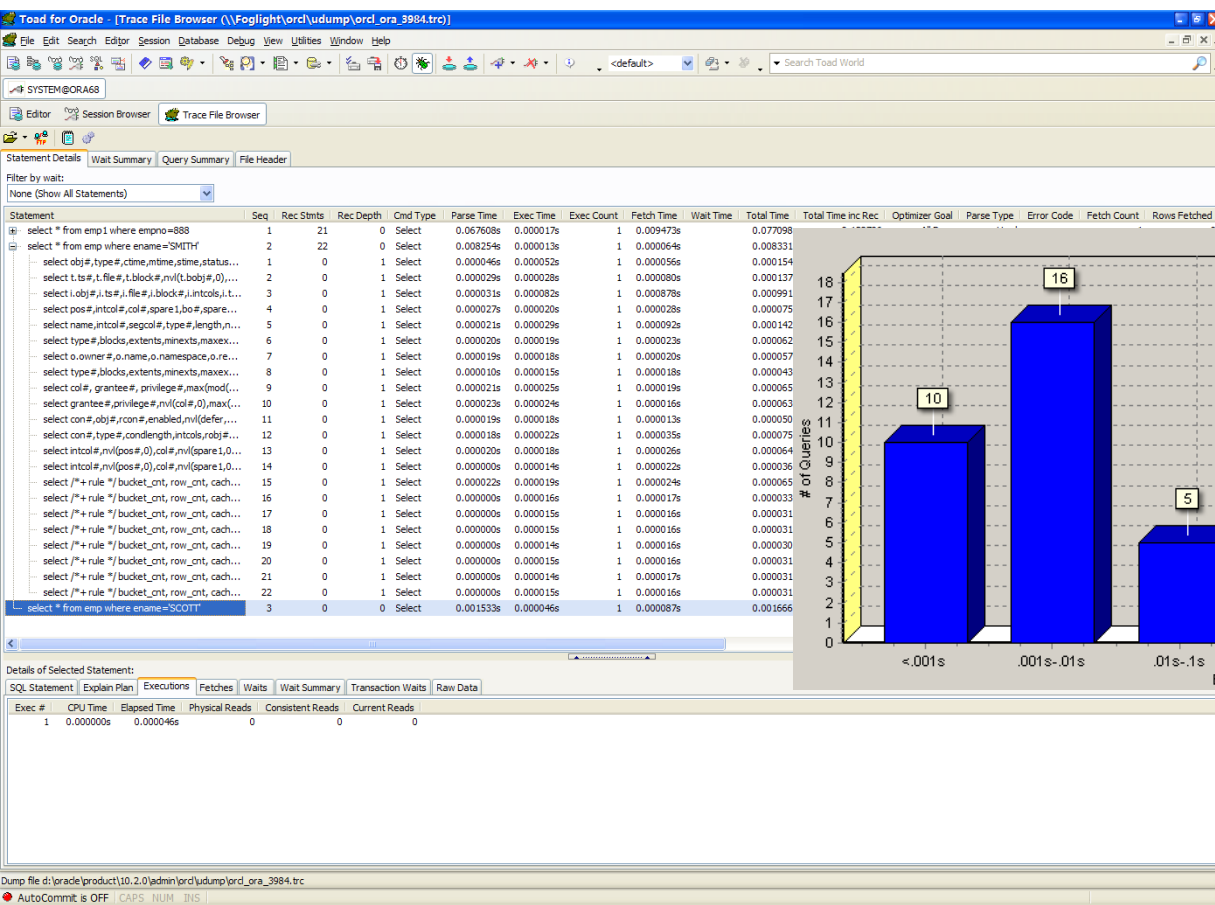 Toad for Oracle - [Trace File Browser (\\Foglight\orcl\udump\orcl_ora_3984.trc)]
File Edit Search Editor Session Database Debug View Utilities Window Help
<default> Search Toad World
SYSTEM@ORA68
Editor Session Browser Trace File Browser
FTP
Statement Details Wait Summary Query Summary File Header
Filter by wait:
None (Show All Statements)
Statement Seq Rec Stmts Rec Depth Cmd Type Parse Time Exec Time Exec Count Fetch Time Wait Time Total Time Total Time inc Rec Optimizer Goal Parse Type Error Code Fetch Count Rows Fetched
select * from emp1 where empno=888 1 21 0 Select 0.067608s 0.000017s 1 0.009473s 0.077098
select * from emp where ename='SMITH' 2 22 0 Select 0.008254s 0.000013s 1 0.000064s 0.008331
select obj#,type#,ctime,mtime,stime,status... 1 0 1 Select 0.000046s 0.000052s 1 0.000056s 0.000154
select t.ts#,t.file#,t.block#,nvl(t.bobj#,0),... 2 0 1 Select 0.000029s 0.000028s 1 0.000080s 0.000137
select i.obj#,i.ts#,i.file#,i.block#,i.intcols,i.t... 3 0 1 Select 0.000031s 0.000082s 1 0.000878s 0.000991
select pos#,intcol#,col#,spare1,bo#,spare... 4 0 1 Select 0.000027s 0.000020s 1 0.000028s 0.000075
select name,intcol#,segcol#,type#,length,n... 5 0 1 Select 0.000021s 0.000029s 1 0.000092s 0.000142
select type#,blocks,extents,minexts,maxex... 6 0 1 Select 0.000020s 0.000019s 1 0.000023s 0.000062
select o.owner#,o.name,o.namespace,o.re... 7 0 1 Select 0.000019s 0.000018s 1 0.000020s 0.000057
select type#,blocks,extents,minexts,maxex... 8 0 1 Select 0.000010s 0.000015s 1 0.000018s 0.000043
select col#, grantee#, privilege#,max(mod(... 9 0 1 Select 0.000021s 0.000025s 1 0.000019s 0.000065
select grantee#,privilege#,nvl(col#,0),max(... 10 0 1 Select 0.000023s 0.000024s 1 0.000016s 0.000063
select con#,obj#,rcon#,enabled,nvl(defer,... 11 0 1 Select 0.000019s 0.000018s 1 0.000013s 0.000050
select con#,type#,condlength,intcols,robj#... 12 0 1 Select 0.000018s 0.000022s 1 0.000035s 0.000075
select intcol#,nvl(pos#,0),col#,nvl(spare1,0... 13 0 1 Select 0.000020s 0.000018s 1 0.000026s 0.000064
select intcol#,nvl(pos#,0),col#,nvl(spare1,0... 14 0 1 Select 0.000000s 0.000014s 1 0.000022s 0.000036
select /*+ rule */ bucket_cnt, row_cnt, cach... 15 0 1 Select 0.000022s 0.000019s 1 0.000024s 0.000065
select /*+ rule */ bucket_cnt, row_cnt, cach... 16 0 1 Select 0.000000s 0.000016s 1 0.000017s 0.000033
select /*+ rule */ bucket_cnt, row_cnt, cach... 17 0 1 Select 0.000000s 0.000015s 1 0.000016s 0.000031
select /*+ rule */ bucket_cnt, row_cnt, cach... 18 0 1 Select 0.000000s 0.000015s 1 0.000016s 0.000031
select /*+ rule */ bucket_cnt, row_cnt, cach... 19 0 1 Select 0.000000s 0.000014s 1 0.000016s 0.000030
select /*+ rule */ bucket_cnt, row_cnt, cach... 20 0 1 Select 0.000000s 0.000015s 1 0.000016s 0.000031
select /*+ rule */ bucket_cnt, row_cnt, cach... 21 0 1 Select 0.000000s 0.000014s 1 0.000017s 0.000031
select /*+ rule */ bucket_cnt, row_cnt, cach... 22 0 1 Select 0.000000s 0.000015s 1 0.000016s 0.000031
select * from emp where ename='SCOTT' 3 0 0 Select 0.001533s 0.000046s 1 0.000087s 0.001666
# of Queries
18
17
16
15
14
13
12
11
10
9
8
7
6
5
4
3
2
1
0
10
16
5
<.001s .001s-.01s .01s-.1s
Details of Selected Statement:
SQL Statement Explain Plan Executions Fetches Waits Wait Summary Transaction Waits Raw Data
Exec # CPU Time Elapsed Time Physical Reads Consistent Reads Current Reads
1 0.000000s 0.000046s 0 0 0
Dump file d:\oracle\product\10.2.0\admin\orcl\udump\orcl_ora_3984.trc
AutoCommit is OFF CAPS NUM INS